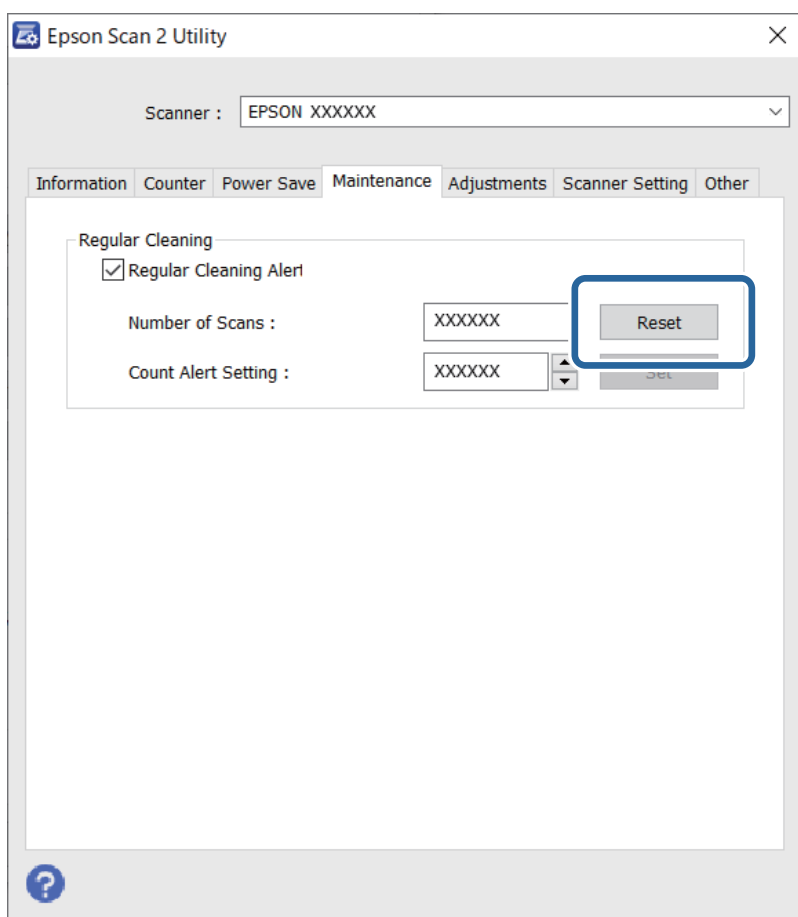 Epson Scan 2 Utility
Scanner : EPSON XXXXXX
Information Counter Power Save Maintenance Adjustments Scanner Setting Other
Regular Cleaning
Regular Cleaning Alert
Number of Scans : XXXXXX Reset
Count Alert Setting : XXXXXX Set
?